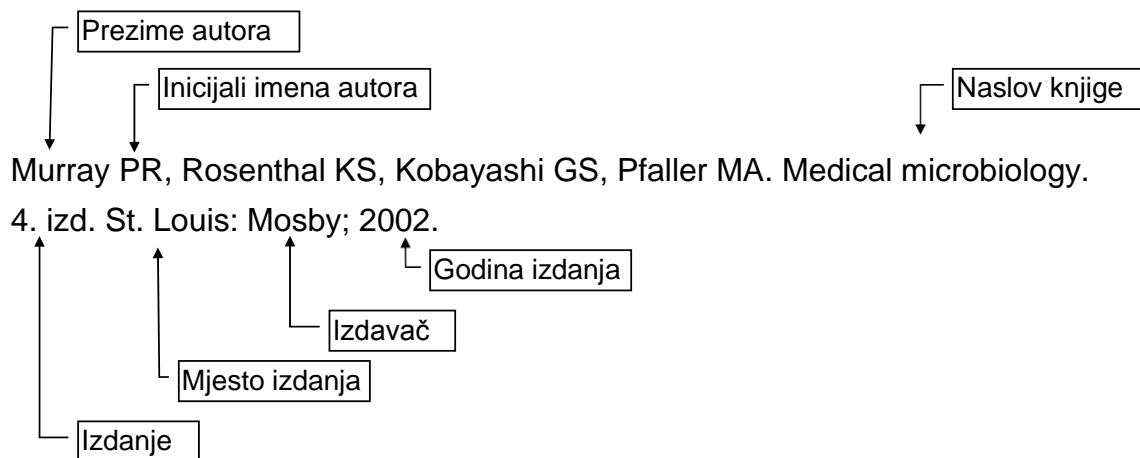 Prezime autora
Inicijali imena autora
Naslov knjige
Murray PR, Rosenthal KS, Kobayashi GS, Pfaller MA. Medical microbiology.
4. izd. St. Louis: Mosby; 2002.
Godina izdanja
Izdavač
Mjesto izdanja
Izdanje